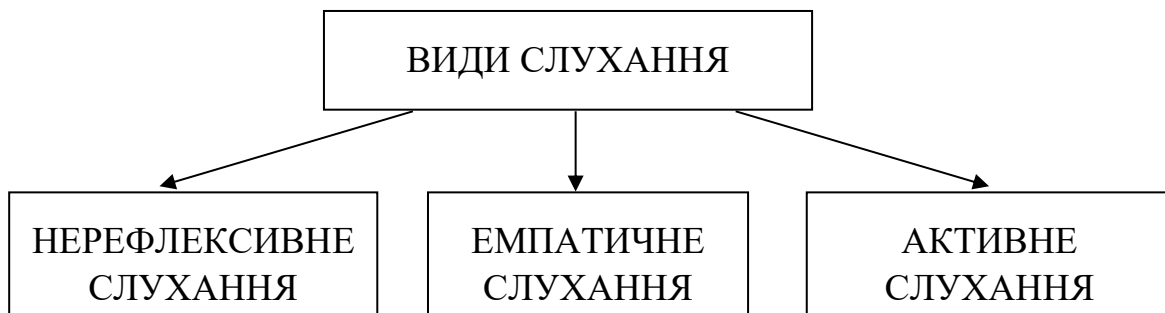 ВИДИ СЛУХАННЯ
НЕРЕФЛЕКСИВНЕ
СЛУХАННЯ
ЕМПАТИЧНЕ
СЛУХАННЯ
АКТИВНЕ
СЛУХАННЯ